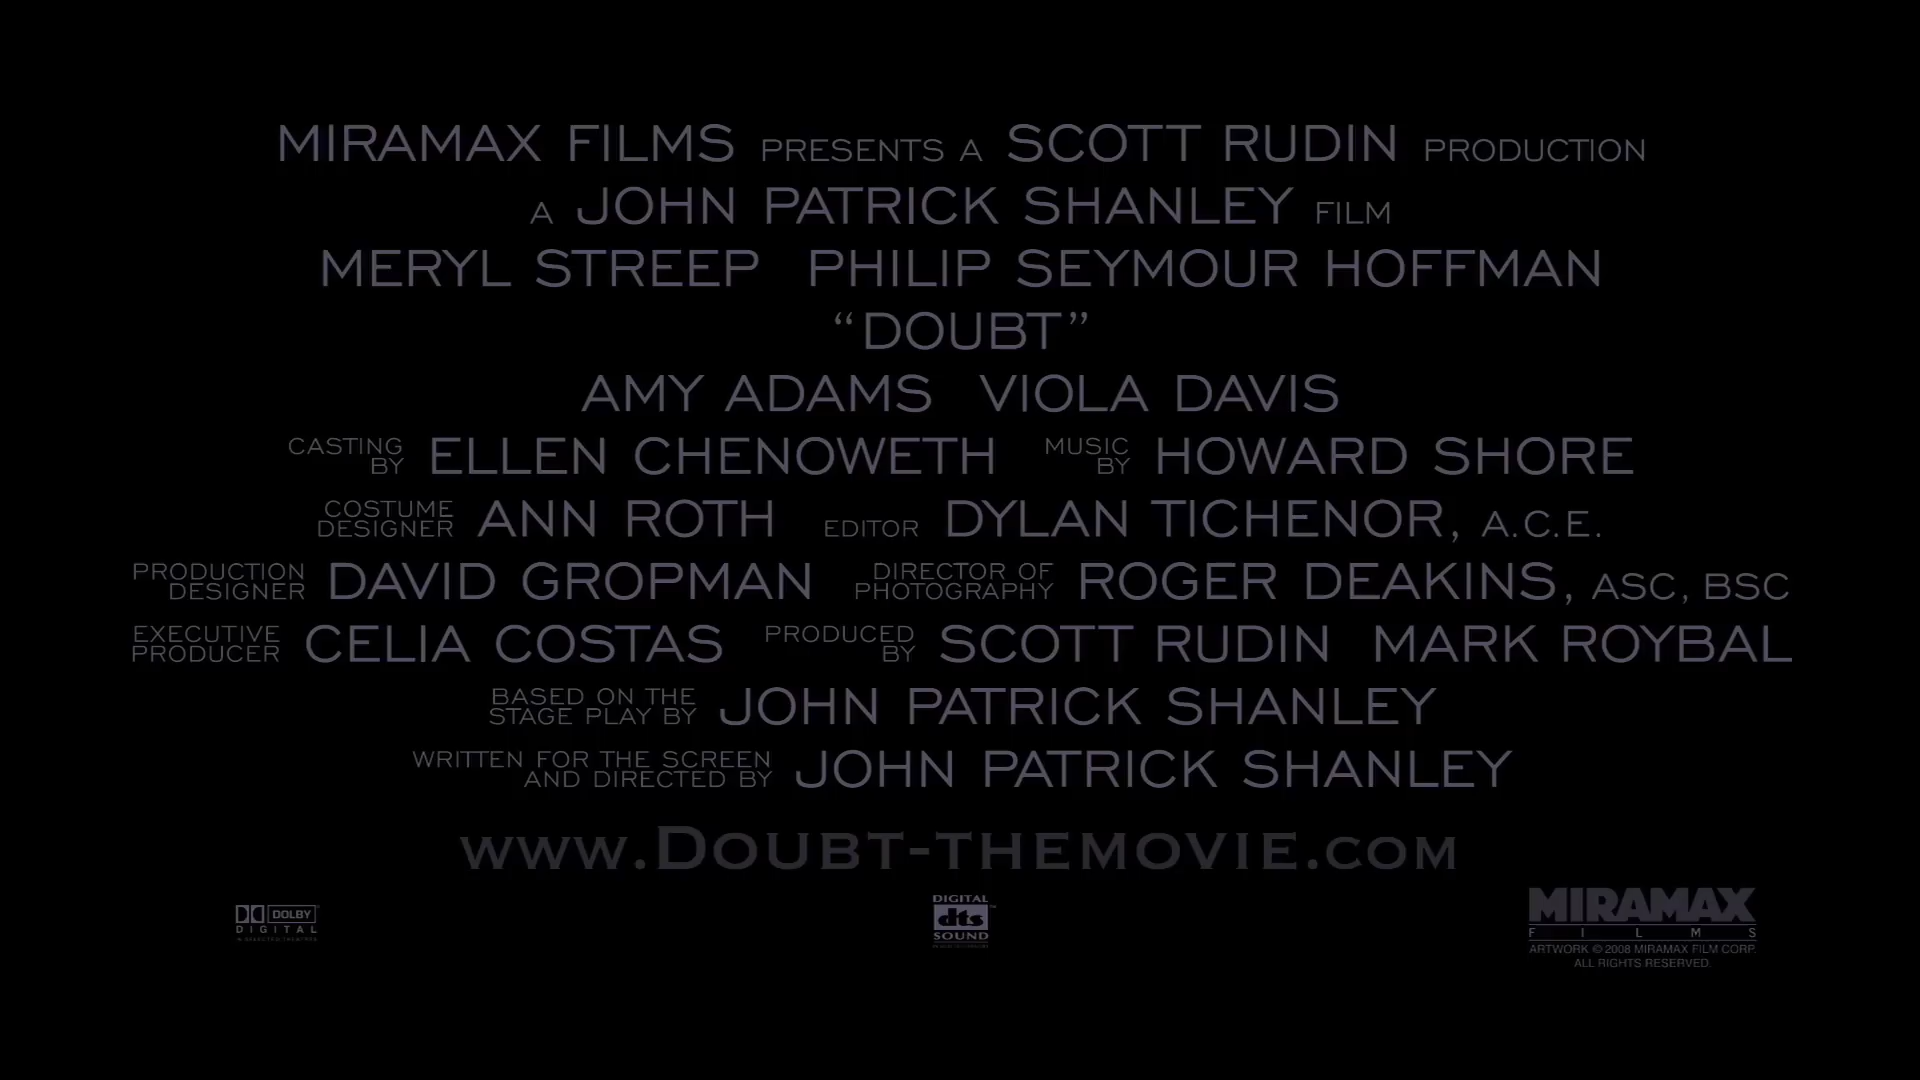 MIRAMAX FILMS PRESENTS A SCOTT RUDIN PRODUCTION
A JOHN PATRICK SHANLEY FILM
MERYL STREEP PHILIP SEYMOUR HOFFMAN
“DOUBT”
AMY ADAMS VIOLA DAVIS
CASTING BY ELLEN CHENOWETH MUSIC BY HOWARD SHORE
COSTUME DESIGNER ANN ROTH EDITOR DYLAN TICHENOR, A.C.E.
PRODUCTION DESIGNER DAVID GROPMAN DIRECTOR OF PHOTOGRAPHY ROGER DEAKINS, ASC, BSC
EXECUTIVE PRODUCER CELIA COSTAS PRODUCED BY SCOTT RUDIN MARK ROYBAL
BASED ON THE STAGE PLAY BY JOHN PATRICK SHANLEY
WRITTEN FOR THE SCREEN AND DIRECTED BY JOHN PATRICK SHANLEY
WWW.DOUBT-THEMOVIE.COM
DOLBY
DIGITAL
DIGITAL
dts
SOUND
MIRAMAX
FILMS
ARTWORK © 2008 MIRAMAX FILM CORP.
ALL RIGHTS RESERVED.